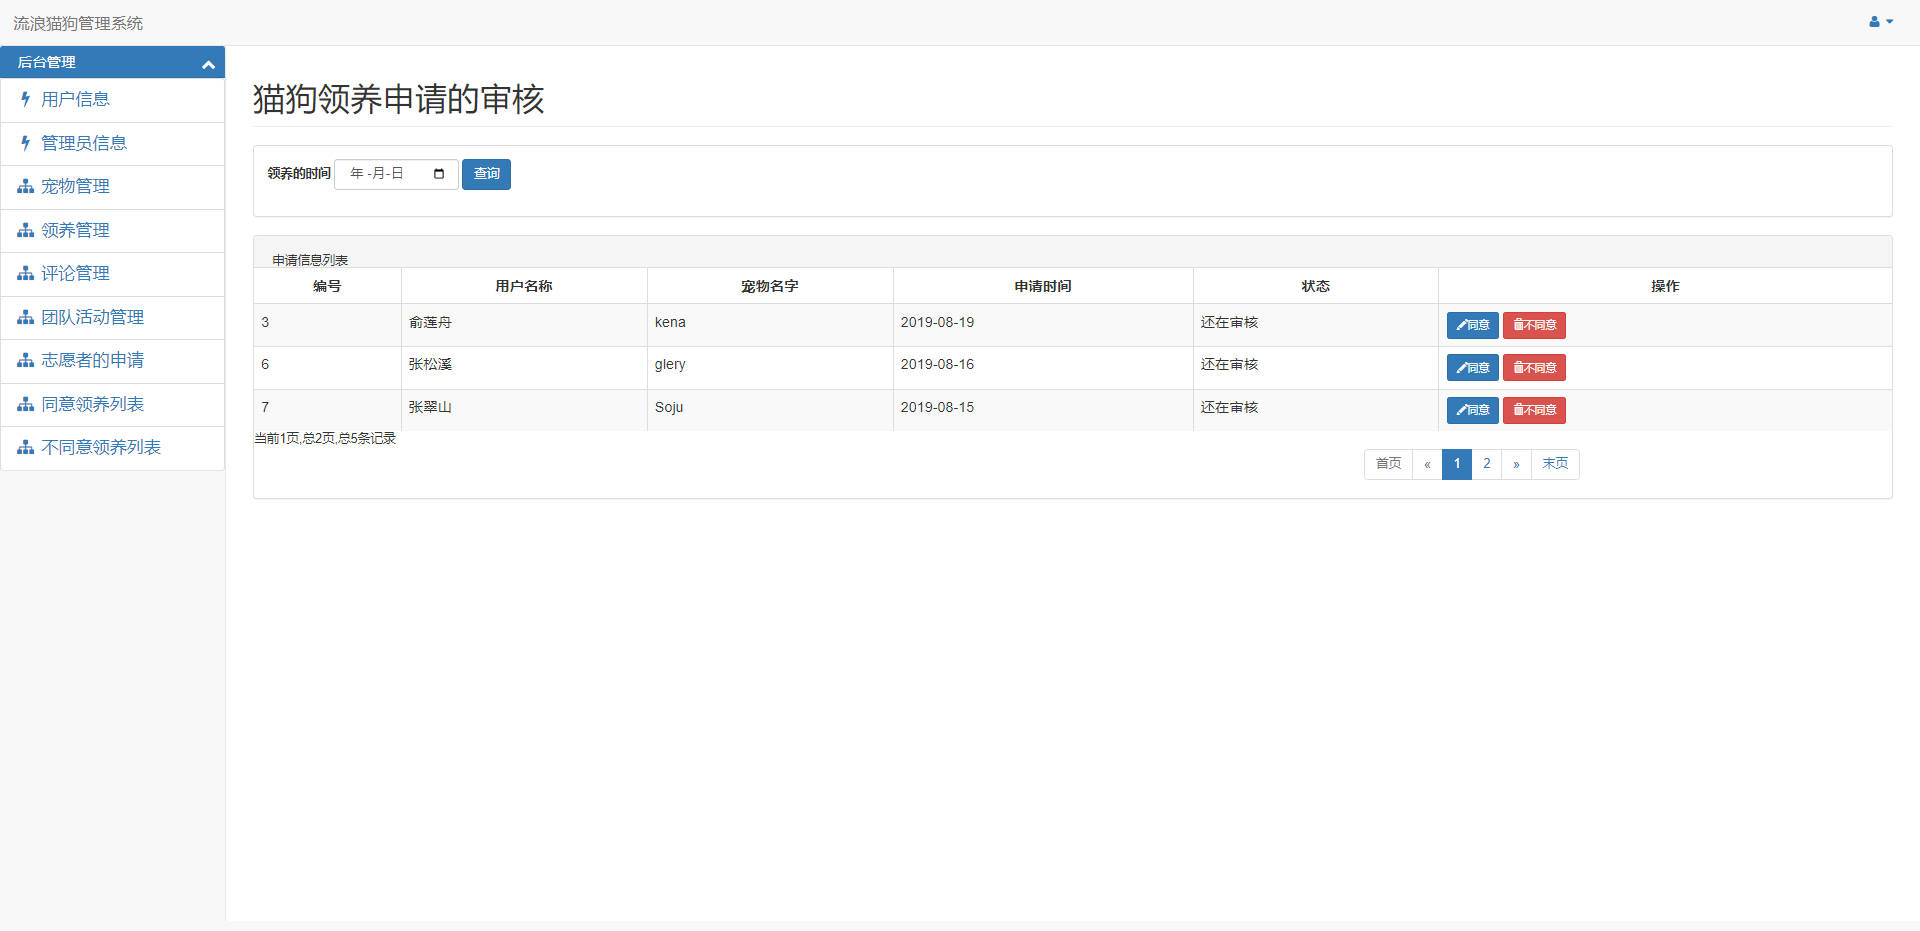 流浪猫狗管理系统
后台管理
用户信息
管理员信息
宠物管理
领养管理
评论管理
团队活动管理
志愿者的申请
同意领养列表
不同意领养列表
猫狗领养申请的审核
领养的时间 年 -月-日 查询
申请信息列表
编号 用户名称 宠物名字 申请时间 状态 操作
3 俞莲舟 kena 2019-08-19 还在审核 同意 不同意
6 张松溪 glery 2019-08-16 还在审核 同意 不同意
7 张翠山 Soju 2019-08-15 还在审核 同意 不同意
当前1页,总2页,总5条记录
首页 « 1 2 » 末页